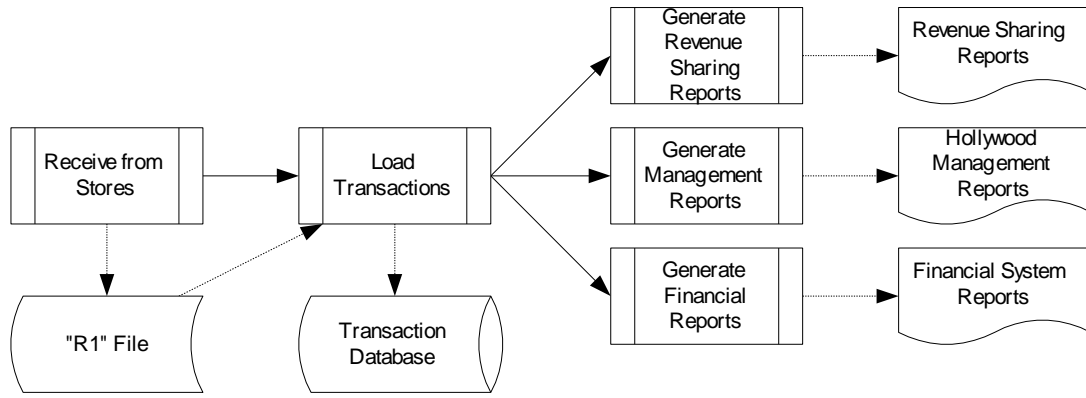 Receive from
Stores
"R1" File
Load
Transactions
Transaction
Database
Generate
Revenue
Sharing
Reports
Revenue Sharing
Reports
Generate
Management
Reports
Hollywood
Management
Reports
Generate
Financial
Reports
Financial System
Reports